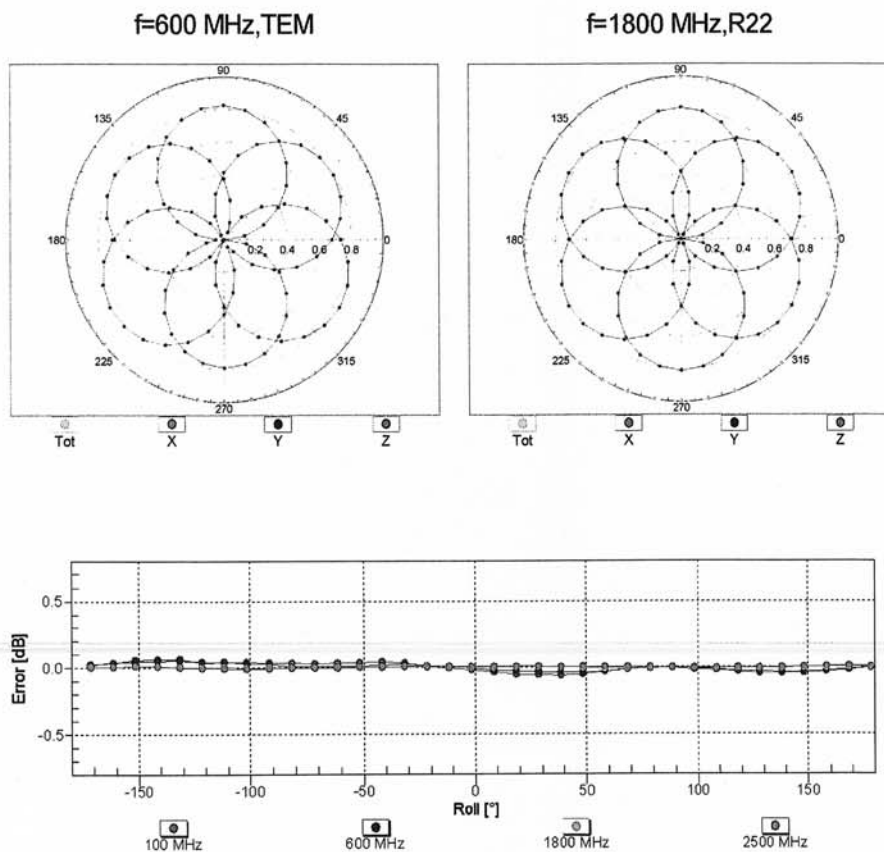 f=600 MHz,TEM
f=1800 MHz,R22
90
135
45
180
0.2 0.4 0.6 0.8
0
225
315
270
Tot X Y Z
90
135
45
180
0.2 0.4 0.6 0.8
0
225
315
270
Tot X Y Z
Error [dB]
0.5
0.0
-0.5
-150 -100 -50 0 50 100 150
Roll [°]
100 MHz 600 MHz 1800 MHz 2500 MHz